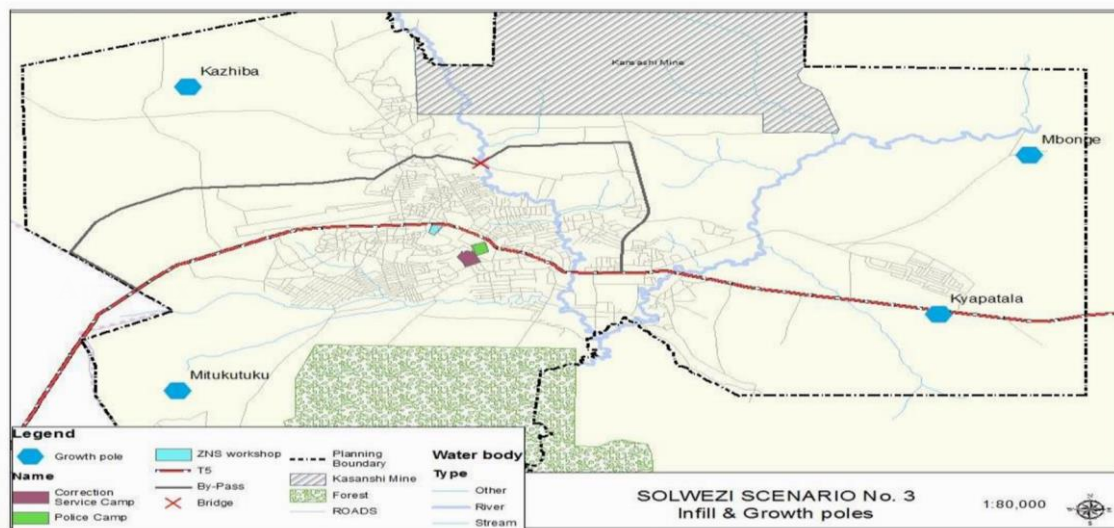 Kazhiba
Kansashi Mine
Mbonge
Kyapatala
Mitukutuku
Legend
Growth pole
Name
Correction
Service Camp
Police Camp
ZNS workshop
T5
By-Pass
Bridge
Planning
Boundary
Kasanshi Mine
Forest
ROADS
Water body
Type
Other
River
Stream
SOLWEZI SCENARIO No. 3
Infill & Growth poles
1:80,000